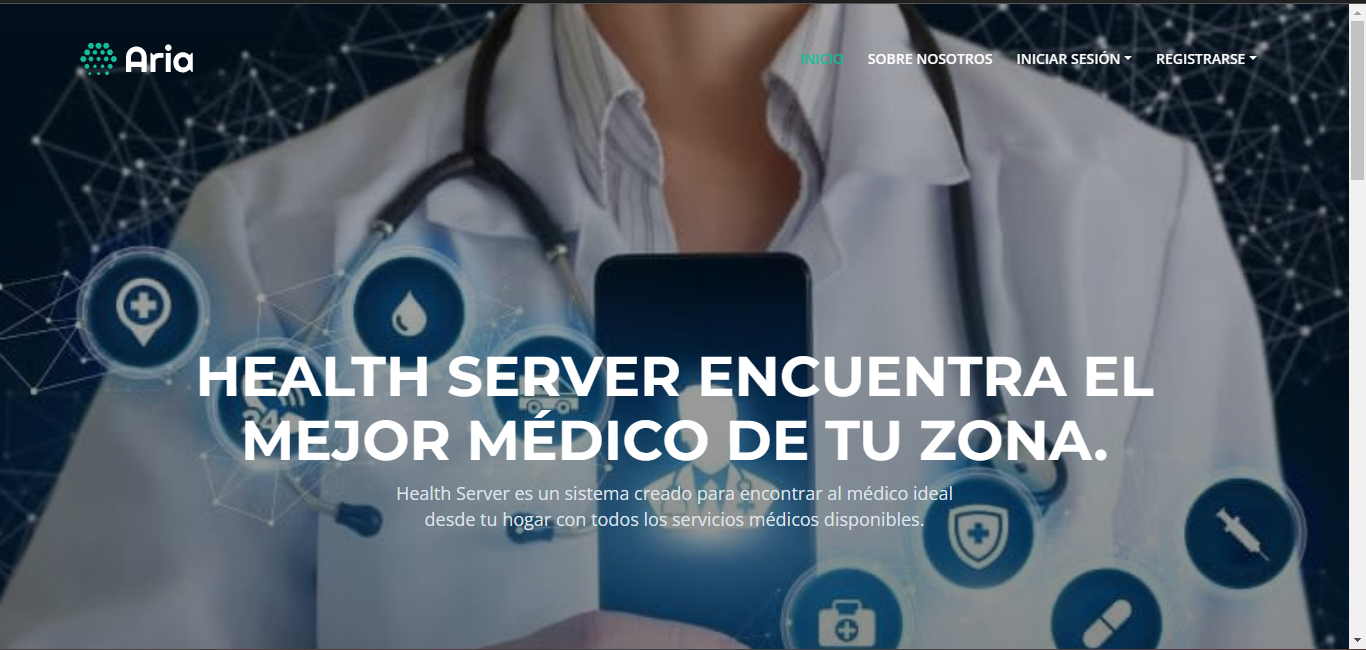 Aria
INICIO SOBRE NOSOTROS INICIAR SESIÓN REGISTRARSE
HEALTH SERVER ENCUENTRA EL
MEJOR MÉDICO DE TU ZONA.
Health Server es un sistema creado para encontrar al médico ideal
desde tu hogar con todos los servicios médicos disponibles.